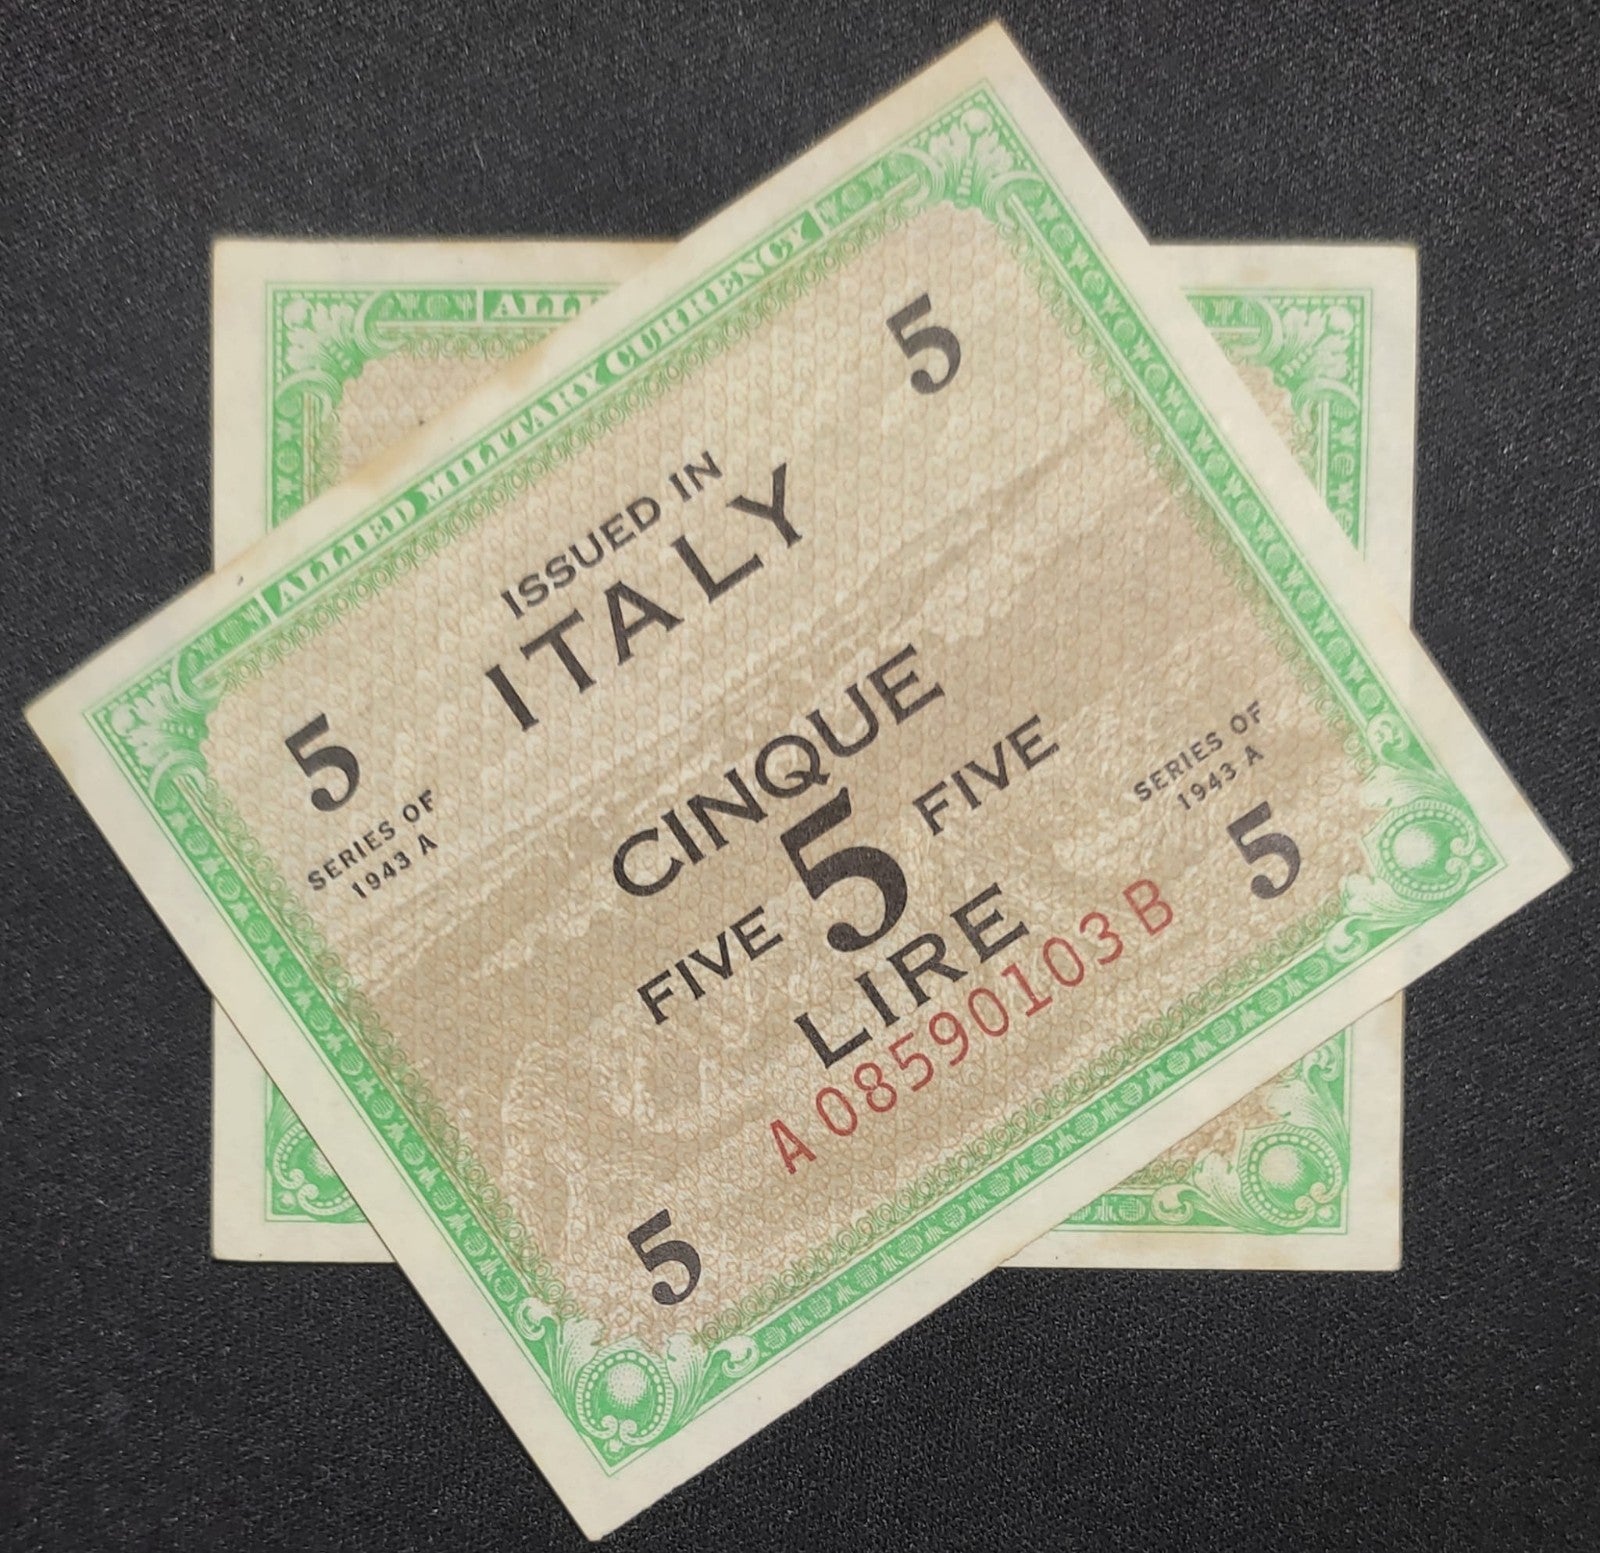 ALLIED MILITARY CURRENCY
5
ISSUED IN
ITALY
5
SERIES OF
1943 A
CINQUE
FIVE 5 FIVE
LIRE
SERIES OF
1943 A
A08590103B
5
5
ALLI